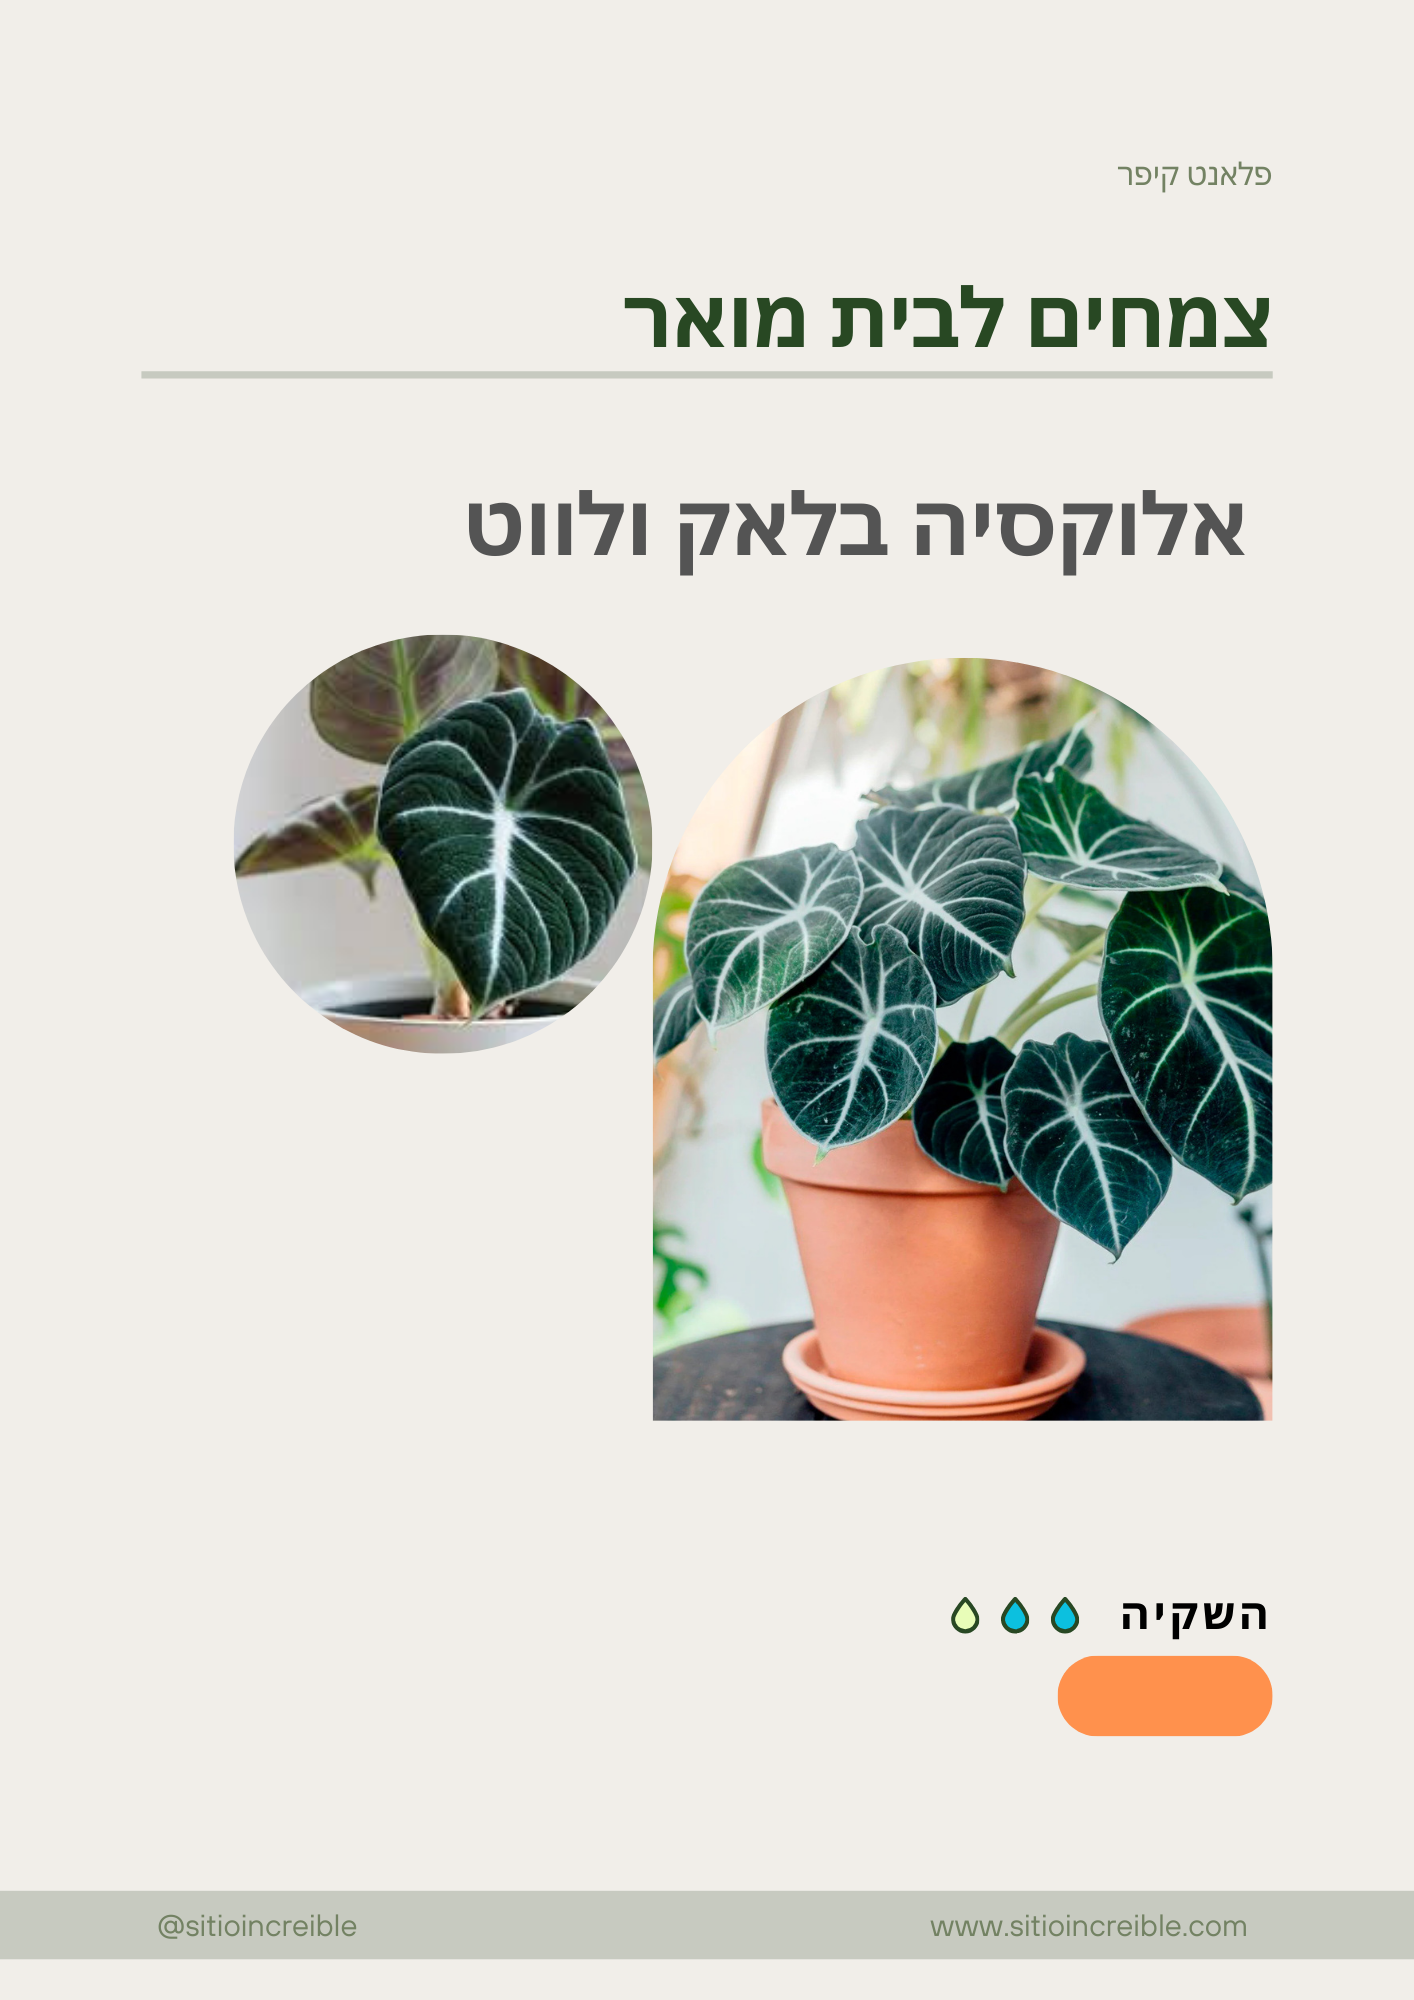 פלאנט קיפר
צמחים לבית מואר
אלוקסיה בלאק ולווט
השקיה
www.sitioincreible.com
@sitioincreible